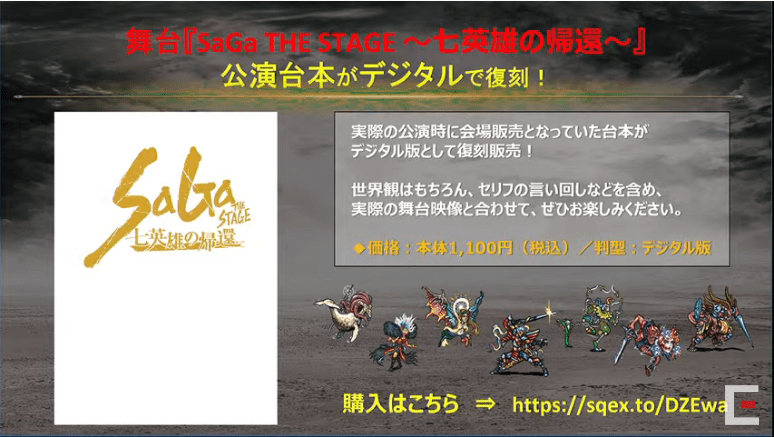 舞台『SaGa THE STAGE ～七英雄の帰還～』
公演台本がデジタルで復刻！
SaGa
THE
STAGE
七英雄の帰還
実際の公演時に会場販売となっていた台本が
デジタル版として復刻販売！
世界観はもちろん、セリフの言い回しなどを含め、
実際の舞台映像と合わせて、ぜひお楽しみください。
◆価格：本体1,100円（税込）／判型：デジタル版
購入はこちら ⇒ https://sqex.to/DZEwa